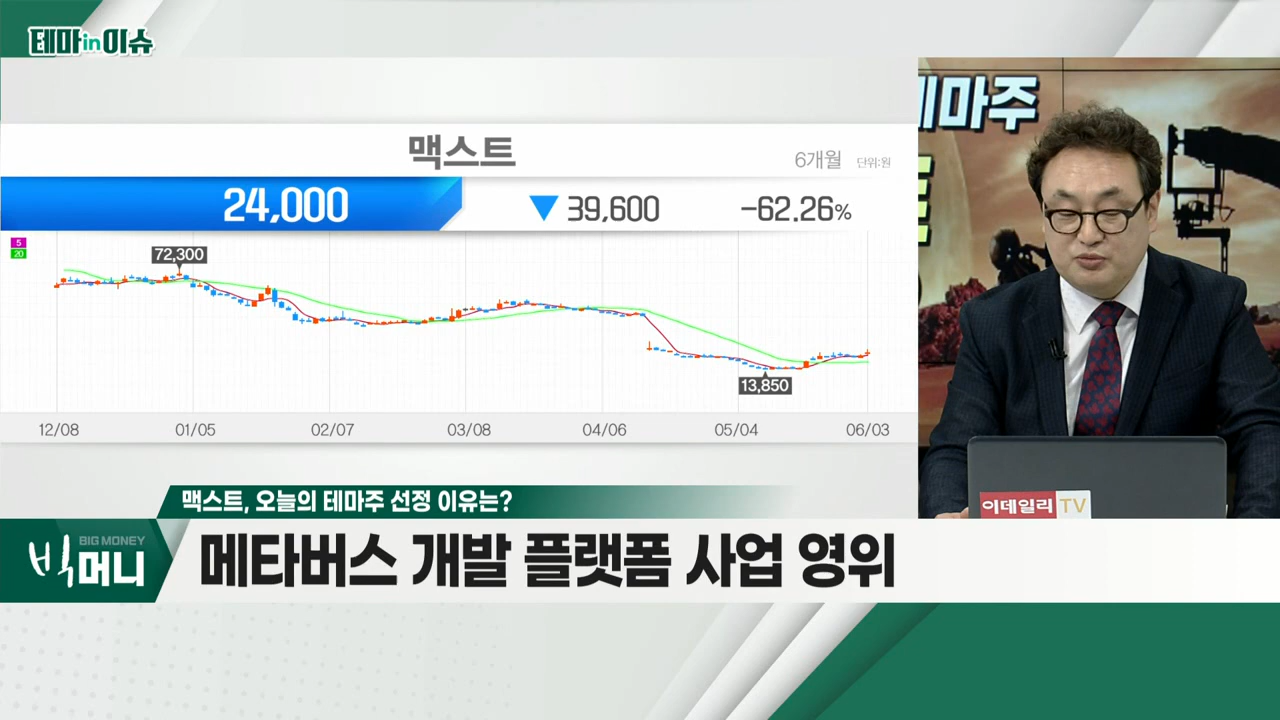 테마in이슈
맥스트
6개월 단위:원
24,000 ▼ 39,600 -62.26%
5
20
72,300
13,850
12/08 01/05 02/07 03/08 04/06 05/04 06/03
테마주
이데일리TV
맥스트, 오늘의 테마주 선정 이유는?
BIG MONEY
빅머니
메타버스 개발 플랫폼 사업 영위